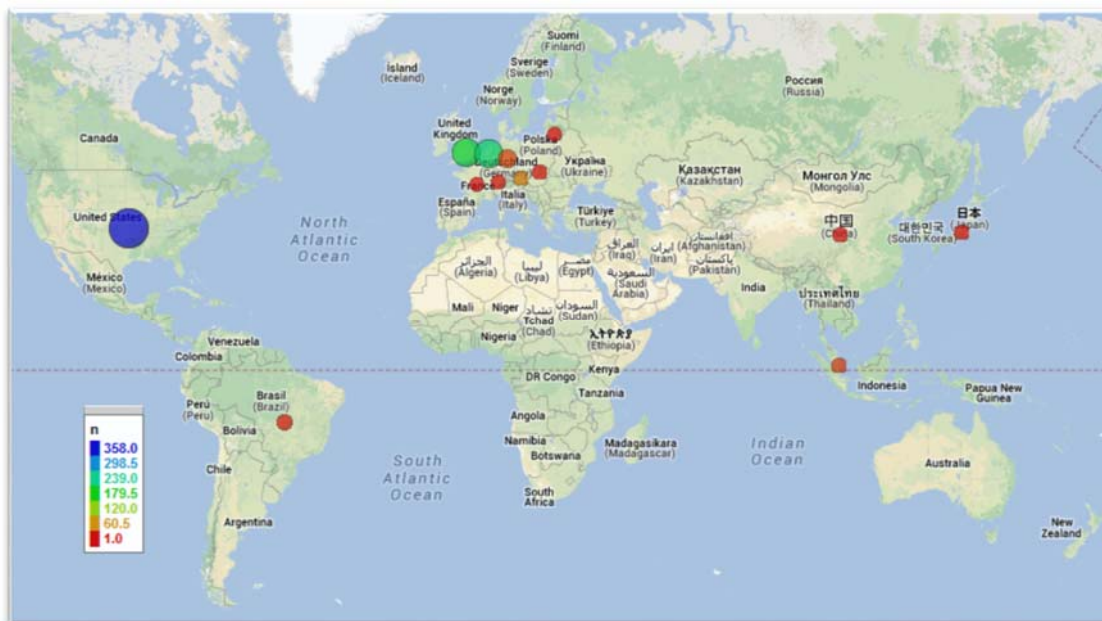 Suomi
(Finland)
Ísland
(Iceland)
Sverige
(Sweden)
Россия
(Russia)
Norge
(Norway)
Canada
United
Kingdom
Polska
(Poland)
Deutschland
(Germany)
Україна
(Ukraine)
Қазақстан
(Kazakhstan)
Монгол Улс
(Mongolia)
France
Italia
(Italy)
España
(Spain)
Türkiye
(Turkey)
United States
North
Atlantic
Ocean
中国
(China)
대한민국
(South Korea)
日本
(Japan)
العراق
(Iraq)
ایران
(Iran)
افغانستان
(Afghanistan)
پاکستان
(Pakistan)
الجزائر
(Algeria)
ليبيا
(Libya)
مصر
(Egypt)
السعودية
(Saudi
Arabia)
México
(Mexico)
India
ประเทศไทย
(Thailand)
Mali
Niger
تشاد
Tchad
(Chad)
السودان
(Sudan)
Nigeria
ኢትዮጵያ
(Ethiopia)
Venezuela
Colombia
DR Congo
Kenya
Tanzania
Indonesia
Papua New
Guinea
Brasil
(Brazil)
Perú
(Peru)
Bolivia
Angola
Namibia
Botswana
Madagasikara
(Madagascar)
Indian
Ocean
South
Atlantic
Ocean
Chile
Australia
South
Africa
Argentina
New
Zealand
n
358.0
298.5
239.0
179.5
120.0
60.5
1.0